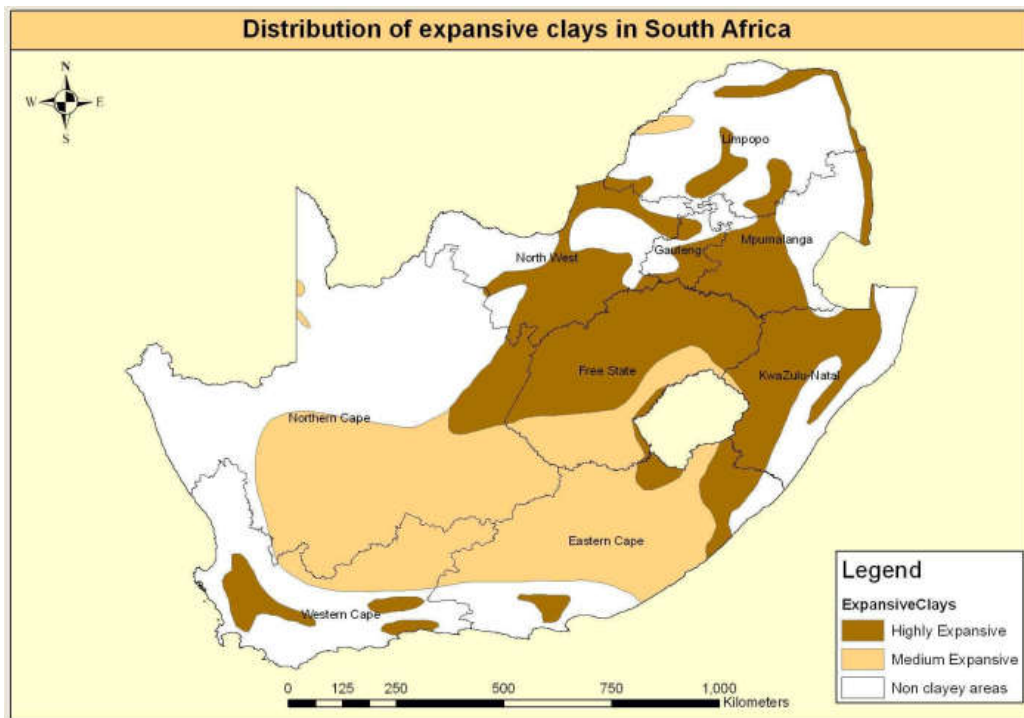 Distribution of expansive clays in South Africa
N
W E
S
Limpopo
Mpumalanga
Gauteng
North West
Free State
KwaZulu-Natal
Northern Cape
Eastern Cape
Western Cape
Legend
ExpansiveClays
Highly Expansive
Medium Expansive
Non clayey areas
0 125 250 500 750 1,000
Kilometers